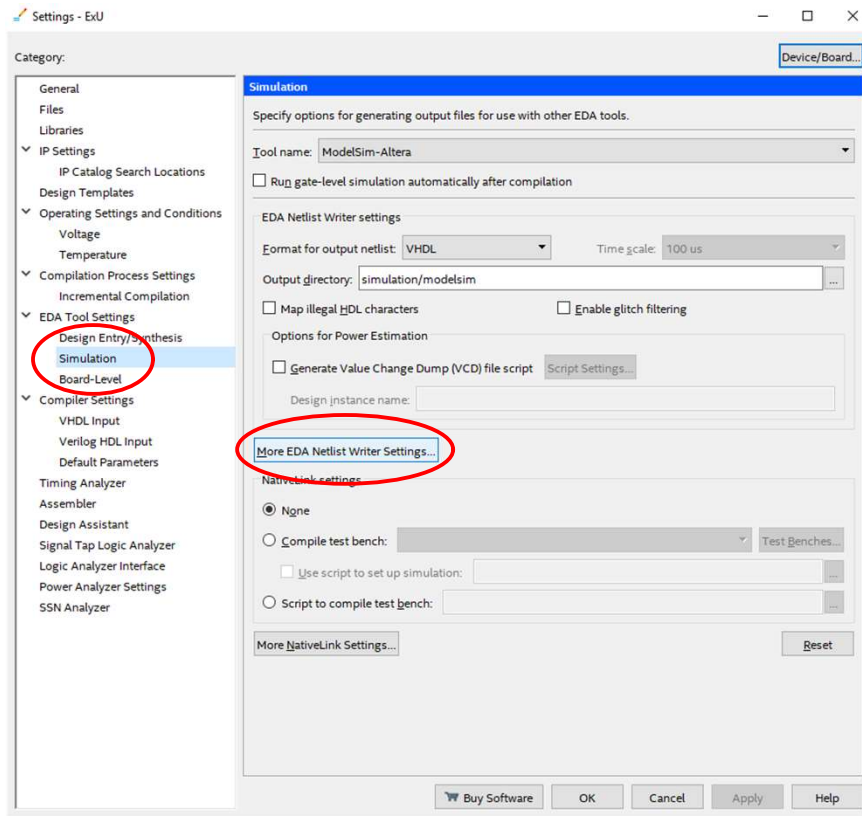 Settings - ExU
Category:
Device/Board...
General
Files
Libraries
IP Settings
IP Catalog Search Locations
Design Templates
Operating Settings and Conditions
Voltage
Temperature
Compilation Process Settings
Incremental Compilation
EDA Tool Settings
Design Entry/Synthesis
Simulation
Board-Level
Compiler Settings
VHDL Input
Verilog HDL Input
Default Parameters
Timing Analyzer
Assembler
Design Assistant
Signal Tap Logic Analyzer
Logic Analyzer Interface
Power Analyzer Settings
SSN Analyzer
Simulation
Specify options for generating output files for use with other EDA tools.
Tool name: ModelSim-Altera
Run gate-level simulation automatically after compilation
EDA Netlist Writer settings
Format for output netlist: VHDL Time scale: 100 us
Output directory: simulation/modelsim ...
Map illegal HDL characters Enable glitch filtering
Options for Power Estimation
Generate Value Change Dump (VCD) file script Script Settings...
Design instance name:
More EDA Netlist Writer Settings...
NativeLink settings
None
Compile test bench: Test Benches...
Use script to set up simulation: ...
Script to compile test bench: ...
More NativeLink Settings... Reset
Buy Software OK Cancel Apply Help